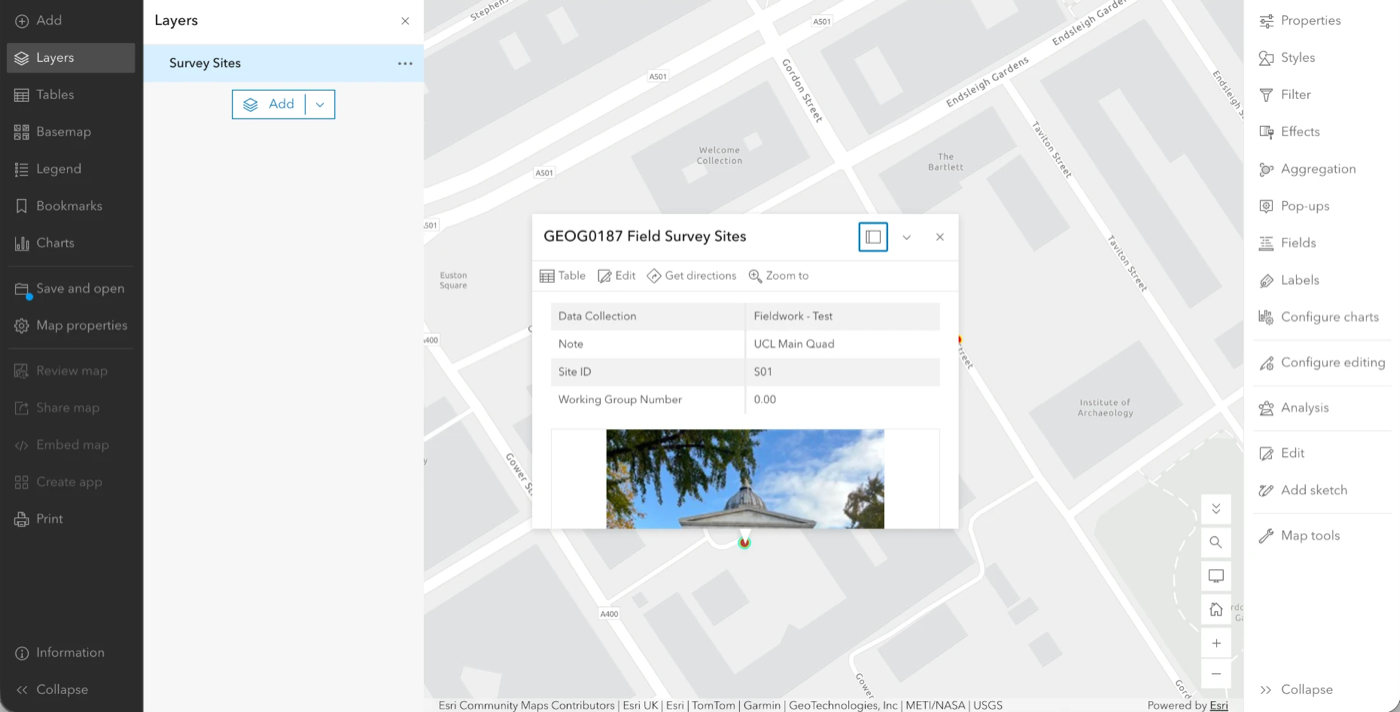 Add
Layers
Tables
Basemap
Legend
Bookmarks
Charts
Save and open
Map properties
Review map
Share map
Embed map
Create app
Print
Information
Collapse
Layers
Survey Sites
Add
A501
Gordon Street
Endsleigh Gardens
A501
Endsleigh Garde
Welcome
Collection
The
Bartlett
A501
Taviton Street
501
Taviton Street
Euston
Square
A400
GEOG0187 Field Survey Sites
Table
Edit
Get directions
Zoom to
Data Collection
Fieldwork - Test
Note
UCL Main Quad
Site ID
S01
Working Group Number
0.00
Institute of
Archaeology
Gower St
A400
Gower
Esri Community Maps Contributors | Esri UK | Esri | TomTom | Garmin | GeoTechnologies, Inc | METI/NASA | USGS
Powered by Esri
Properties
Styles
Filter
Effects
Aggregation
Pop-ups
Fields
Labels
Configure charts
Configure editing
Analysis
Edit
Add sketch
Map tools
Collapse